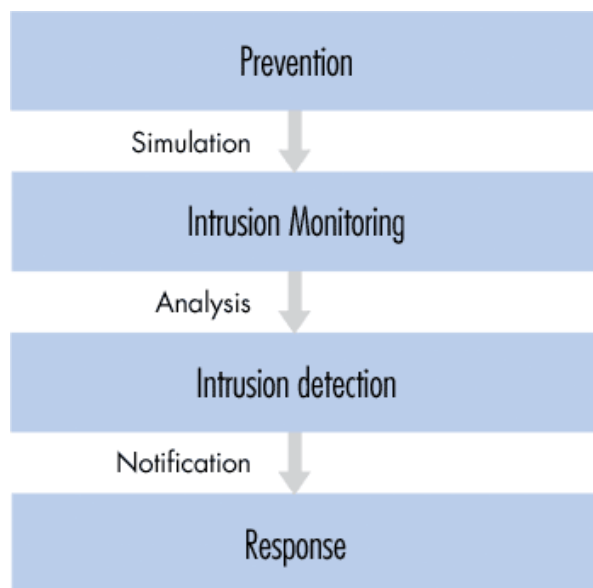 Prevention
Simulation
Intrusion Monitoring
Analysis
Intrusion detection
Notification
Response